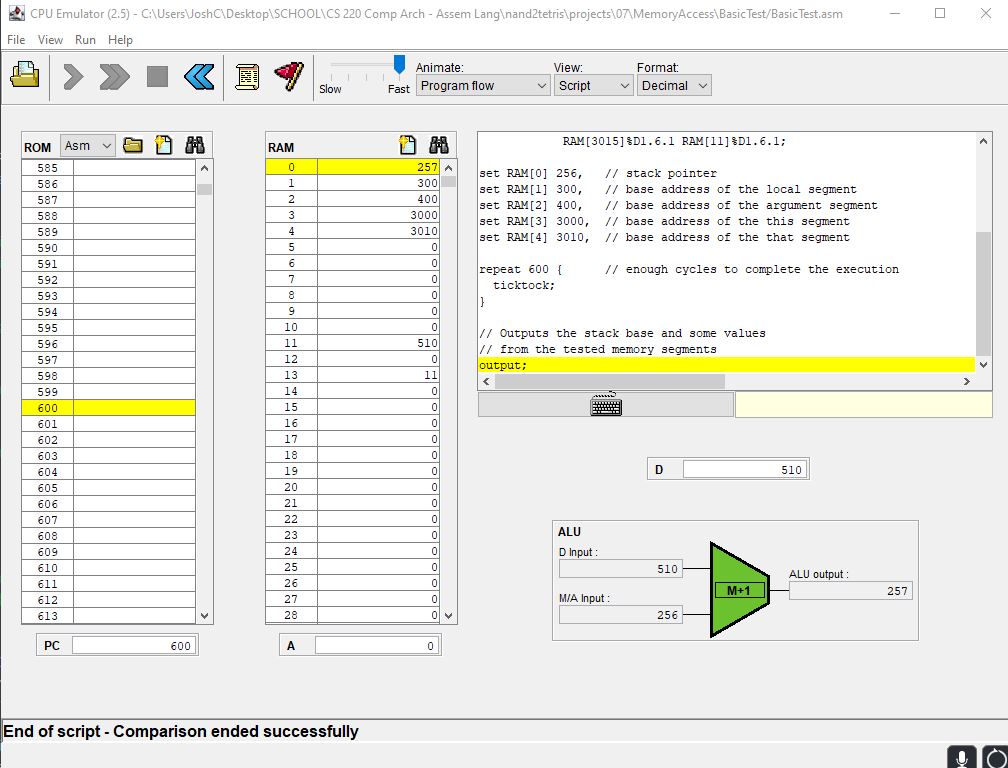 CPU Emulator (2.5) - C:\Users\JoshC\Desktop\SCHOOL\CS 220 Comp Arch - Assem Lang\nand2tetris\projects\07\MemoryAccess\BasicTest/BasicTest.asm
File View Run Help
Slow Fast
Animate:
Program flow
View:
Script
Format:
Decimal
ROM Asm
585
586
587
588
589
590
591
592
593
594
595
596
597
598
599
600
601
602
603
604
605
606
607
608
609
610
611
612
613
PC 600
RAM
0 257
1 300
2 400
3 3000
4 3010
5 0
6 0
7 0
8 0
9 0
10 0
11 510
12 0
13 11
14 0
15 0
16 0
17 0
18 0
19 0
20 0
21 0
22 0
23 0
24 0
25 0
26 0
27 0
28 0
A 0
RAM[3015]%D1.6.1 RAM[11]%D1.6.1;
set RAM[0] 256, // stack pointer
set RAM[1] 300, // base address of the local segment
set RAM[2] 400, // base address of the argument segment
set RAM[3] 3000, // base address of the this segment
set RAM[4] 3010, // base address of the that segment
repeat 600 { // enough cycles to complete the execution
ticktock;
}
// Outputs the stack base and some values
// from the tested memory segments
output;
D 510
ALU
D Input :
510
M/A Input :
256
M+1
ALU output :
257
End of script - Comparison ended successfully